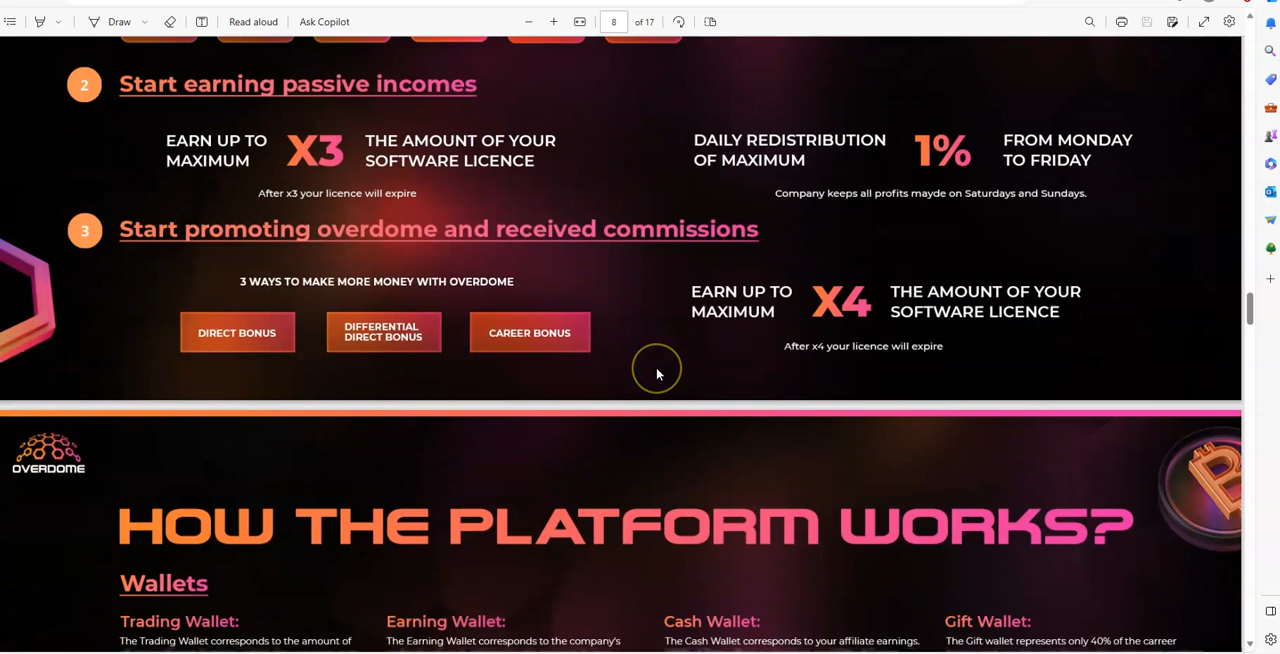 Draw
Read aloud
Ask Copilot
8
of 17
2
Start earning passive incomes
EARN UP TO
MAXIMUM
X3
THE AMOUNT OF YOUR
SOFTWARE LICENCE
After x3 your licence will expire
DAILY REDISTRIBUTION
OF MAXIMUM
1%
FROM MONDAY
TO FRIDAY
Company keeps all profits mayde on Saturdays and Sundays.
3
Start promoting overdome and received commissions
3 WAYS TO MAKE MORE MONEY WITH OVERDOME
DIRECT BONUS
DIFFERENTIAL
DIRECT BONUS
CAREER BONUS
EARN UP TO
MAXIMUM
X4
THE AMOUNT OF YOUR
SOFTWARE LICENCE
After x4 your licence will expire
OVERDOME
HOW THE PLATFORM WORKS?
Wallets
Trading Wallet:
The Trading Wallet corresponds to the amount of
Earning Wallet:
The Earning Wallet corresponds to the company's
Cash Wallet:
The Cash Wallet corresponds to your affiliate earnings.
Gift Wallet:
The Gift wallet represents only 40% of the carreer